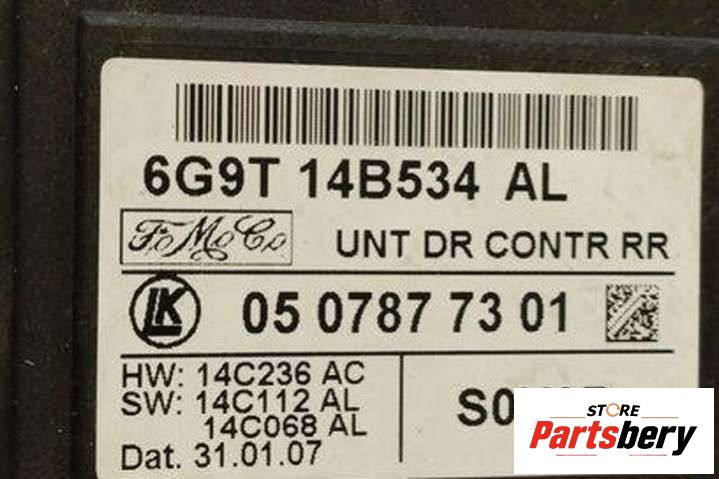 6G9T 14B534 AL
FoMoCo UNT DR CONTR RR
LK 05 0787 73 01
HW: 14C236 AC
SW: 14C112 AL
14C068 AL
Dat. 31.01.07
STORE
Partsbery